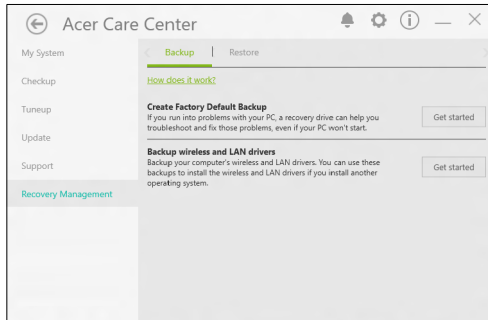 Acer Care Center
My System
Checkup
Tuneup
Update
Support
Recovery Management
Backup
Restore
How does it work?
Create Factory Default Backup
If you run into problems with your PC, a recovery drive can help you
troubleshoot and fix those problems, even if your PC won't start.
Get started
Backup wireless and LAN drivers
Backup your computer's wireless and LAN drivers. You can use these
backups to install the wireless and LAN drivers if you install another
operating system.
Get started